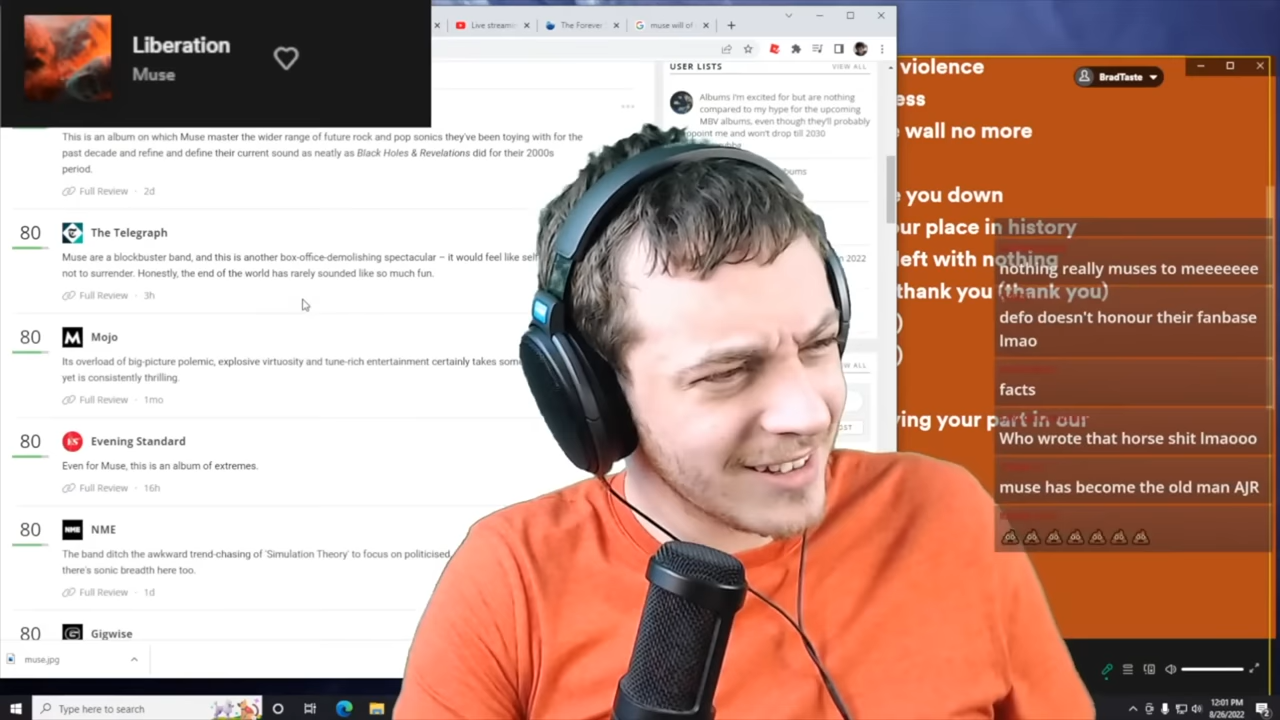 Liberation
Muse
Live streamin
The Forever
muse will of
USER LISTS
VIEW ALL
Albums I'm excited for but are nothing
compared to my hype for the upcoming
MBV albums, even though they'll probably
point me and won't drop till 2030
This is an album on which Muse master the wider range of future rock and pop sonics they've been toying with for the
past decade and refine and define their current sound as neatly as Black Holes & Revelations did for their 2000s
period.
Full Review · 2d
80
The Telegraph
Muse are a blockbuster band, and this is another box-office-demolishing spectacular – it would feel like self
not to surrender. Honestly, the end of the world has rarely sounded like so much fun.
Full Review · 3h
80
Mojo
Its overload of big-picture polemic, explosive virtuosity and tune-rich entertainment certainly takes som
yet is consistently thrilling.
Full Review · 1mo
80
Evening Standard
Even for Muse, this is an album of extremes.
Full Review · 16h
80
NME
The band ditch the awkward trend-chasing of 'Simulation Theory' to focus on politicised,
there's sonic breadth here too.
Full Review · 1d
80
Gigwise
BradTaste
violence
ess
wall no more
e you down
our place in history
left with nothing
thank you (thank you)
ying your part in our
nothing really muses to meeeeeee
defo doesn't honour their fanbase
lmao
facts
Who wrote that horse shit lmaooo
muse has become the old man AJR
💩💩💩💩💩💩💩
muse.jpg
Type here to search
12:01 PM
8/26/2022